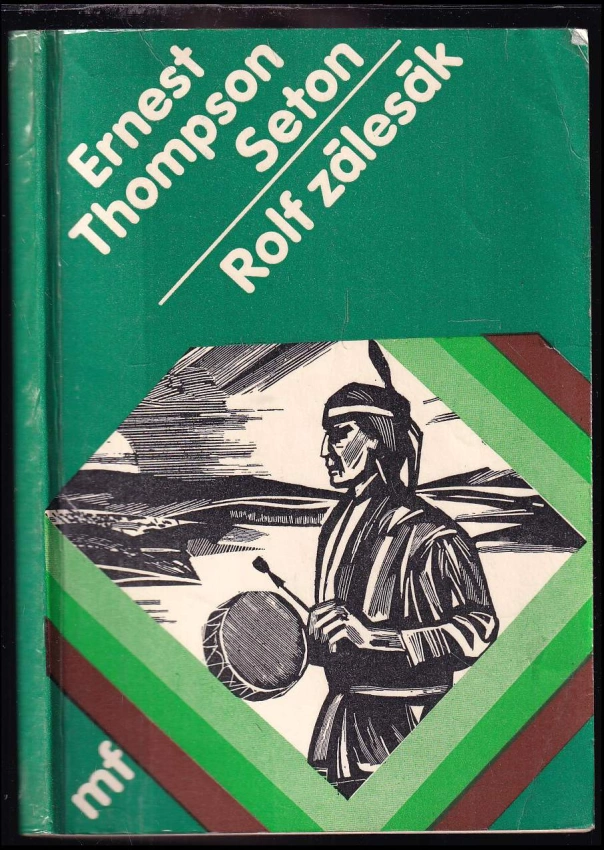 Ernest
Thompson
Seton
Rolf zálesák
mf